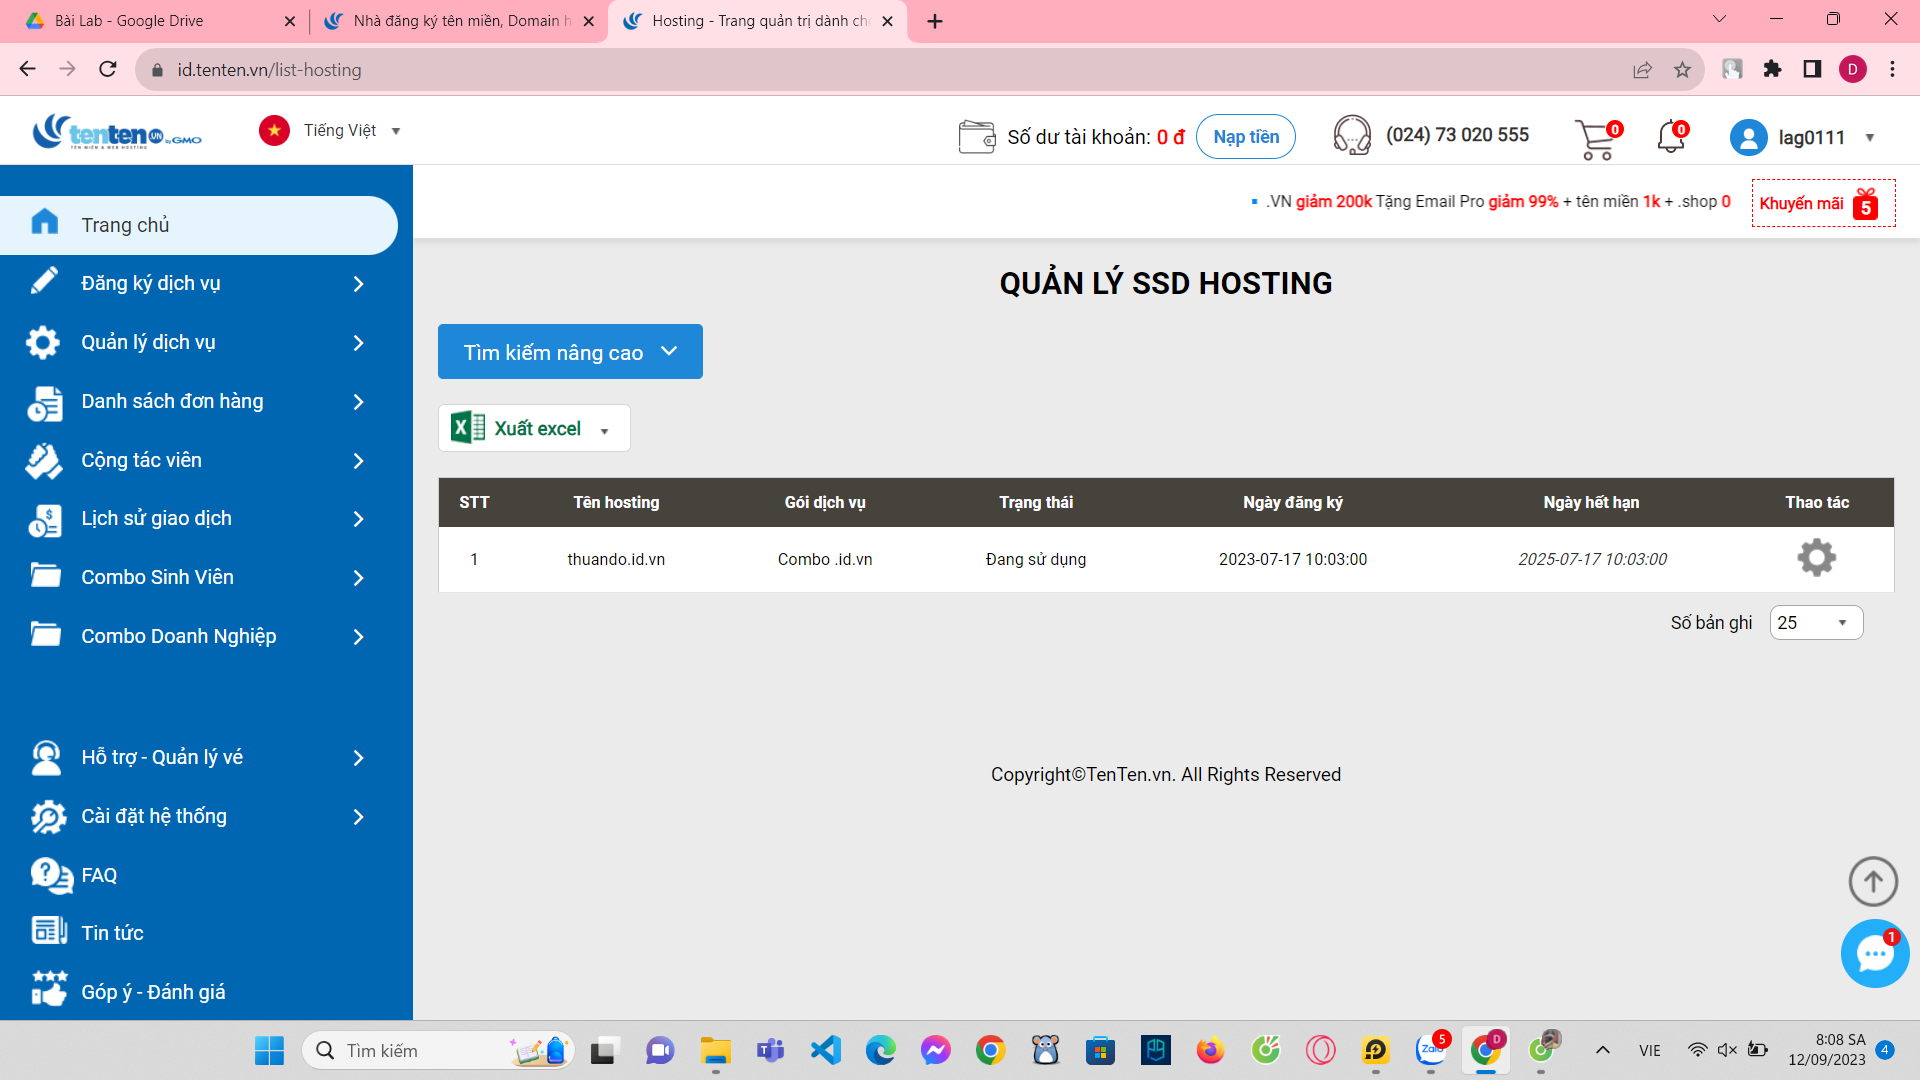 Bài Lab - Google Drive
Nhà đăng ký tên miền, Domain h
Hosting - Trang quản trị dành ch
id.tenten.vn/list-hosting
D
tenten.vn by GMO
TÊN MIỀN & WEB HOSTING
Tiếng Việt
Số dư tài khoản: 0 đ
Nạp tiền
(024) 73 020 555
0
0
lag0111
.VN giảm 200k Tặng Email Pro giảm 99% + tên miền 1k + .shop 0
Khuyến mãi 5
Trang chủ
Đăng ký dịch vụ
Quản lý dịch vụ
Danh sách đơn hàng
Cộng tác viên
Lịch sử giao dịch
Combo Sinh Viên
Combo Doanh Nghiệp
Hỗ trợ - Quản lý vé
Cài đặt hệ thống
FAQ
Tin tức
Góp ý - Đánh giá
QUẢN LÝ SSD HOSTING
Tìm kiếm nâng cao
Xuất excel
STT Tên hosting Gói dịch vụ Trạng thái Ngày đăng ký Ngày hết hạn Thao tác
1 thuando.id.vn Combo .id.vn Đang sử dụng 2023-07-17 10:03:00 2025-07-17 10:03:00
Số bản ghi 25
Copyright©TenTen.vn. All Rights Reserved
1
Tìm kiếm
Zalo
5
D
VIE
8:08 SA
12/09/2023
4